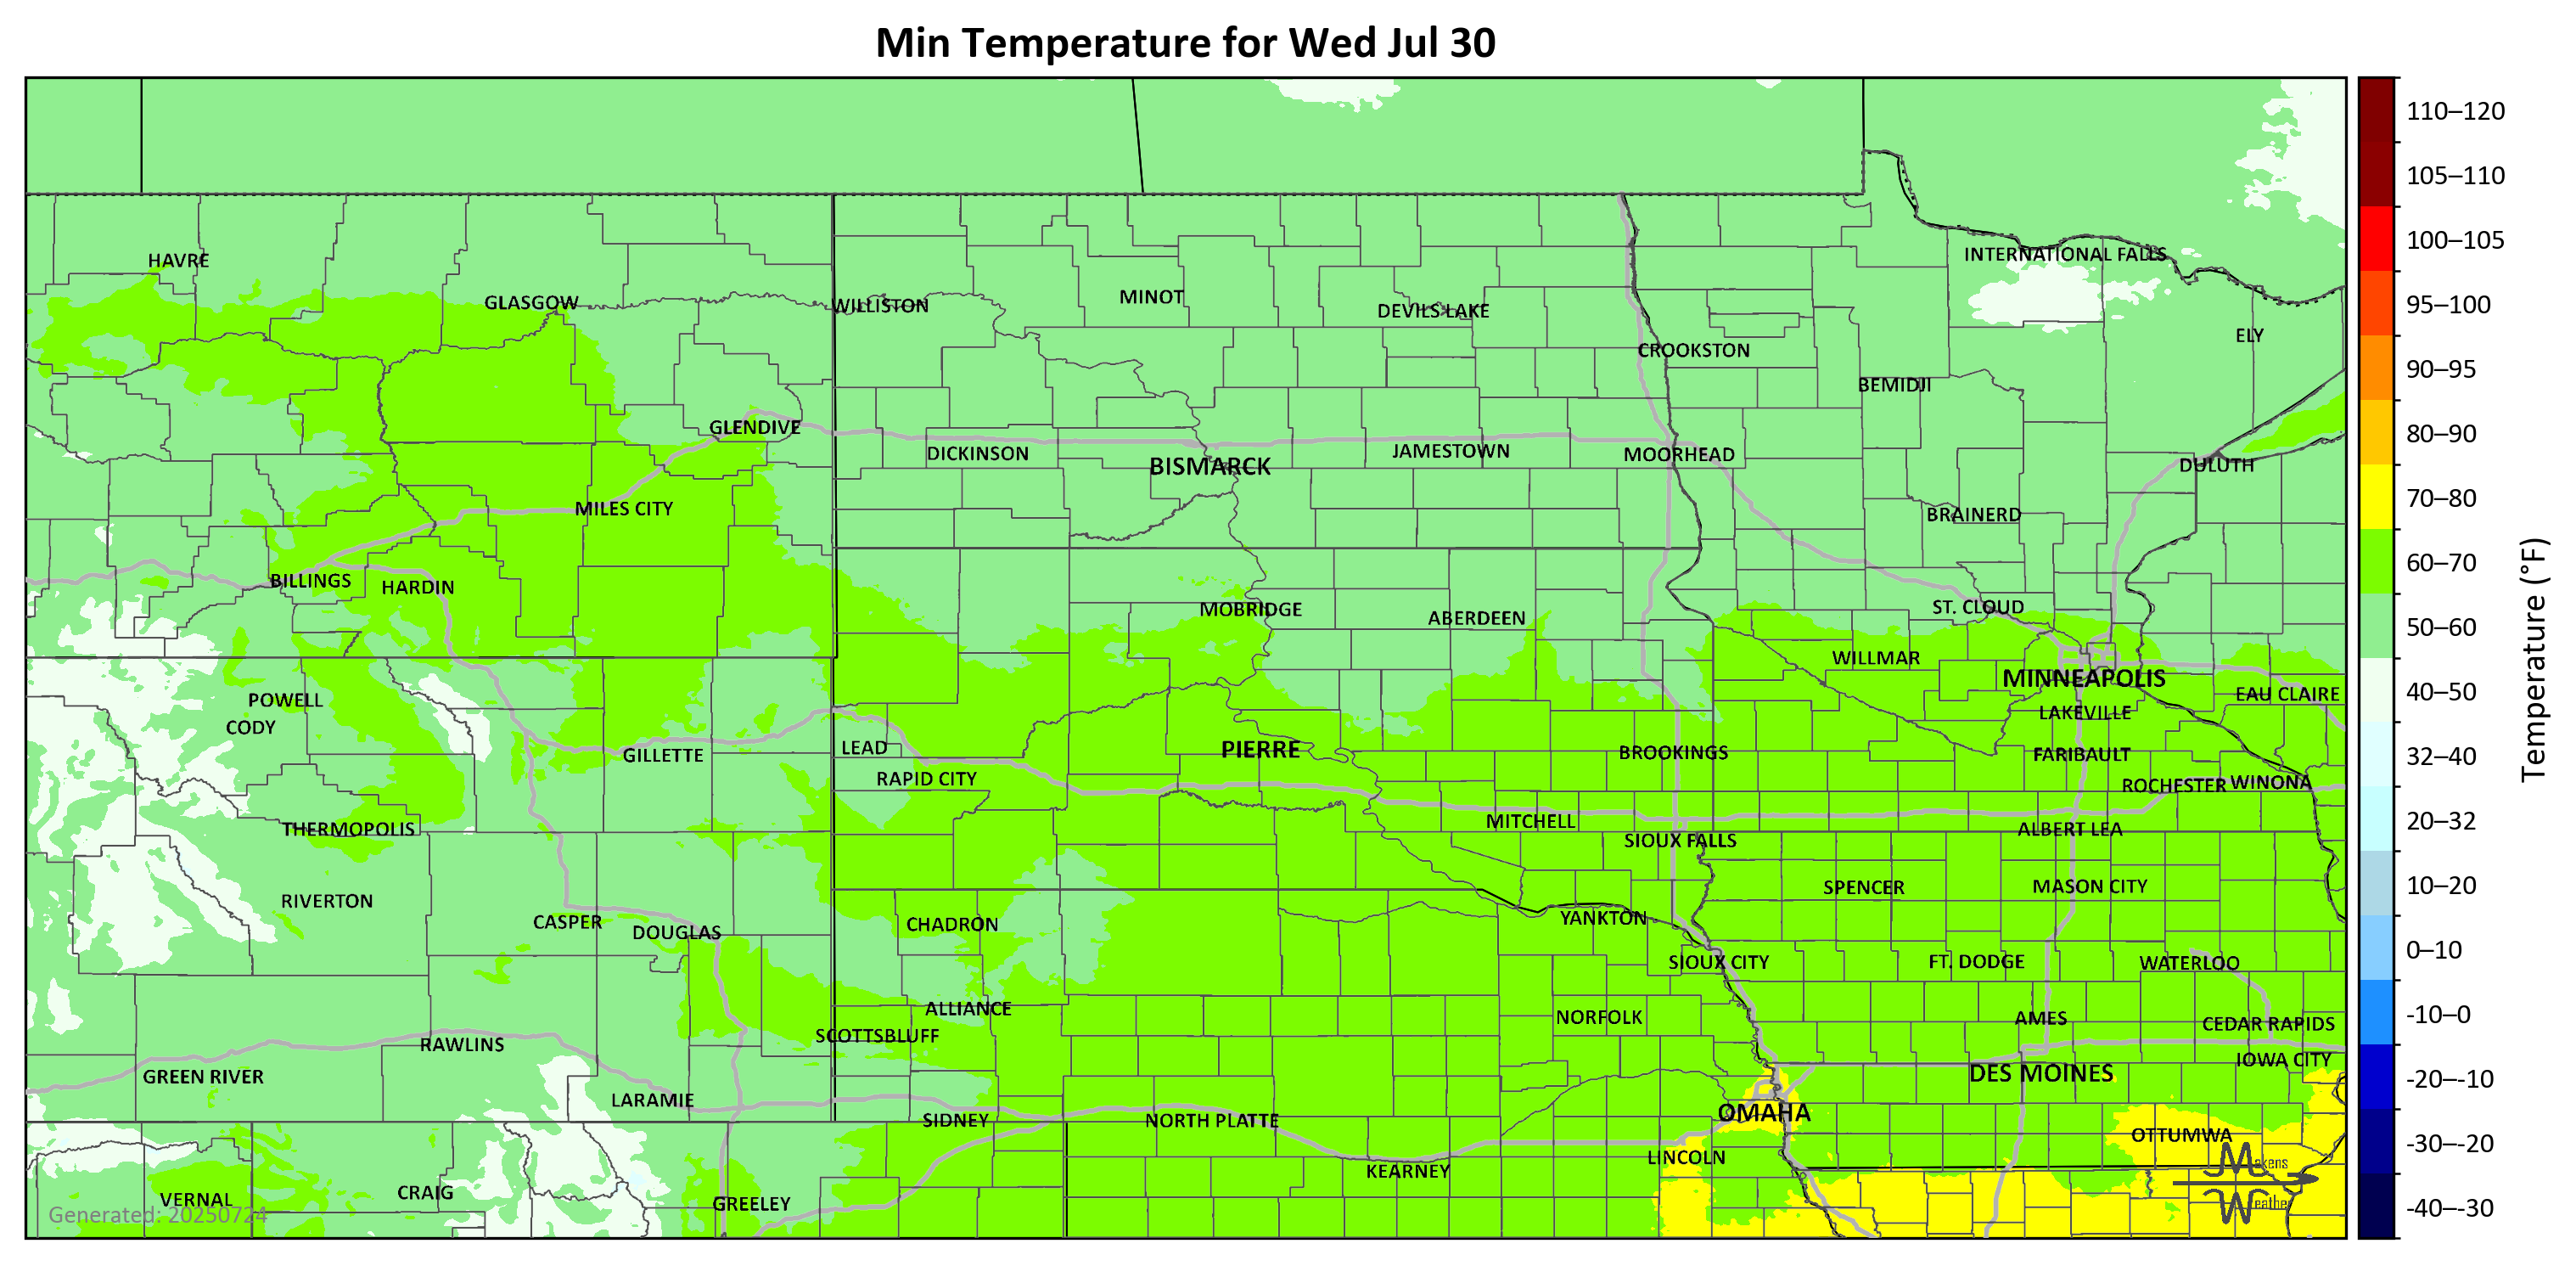 Min Temperature for Wed Jul 30
110–120
105–110
100–105
95–100
90–95
80–90
70–80
60–70
50–60
40–50
32–40
20–32
10–20
0–10
-10–0
-20–-10
-30–-20
-40–-30
Temperature (°F)
HAVRE
INTERNATIONAL FALLS
GLASGOW
WILLISTON
MINOT
DEVILS LAKE
ELY
CROOKSTON
BEMIDJI
GLENDIVE
DICKINSON
BISMARCK
JAMESTOWN
MOORHEAD
DULUTH
MILES CITY
BRAINERD
BILLINGS
HARDIN
MOBRIDGE
ABERDEEN
ST. CLOUD
WILLMAR
MINNEAPOLIS
EAU CLAIRE
POWELL
CODY
LAKEVILLE
GILLETTE
LEAD
PIERRE
BROOKINGS
FARIBAULT
RAPID CITY
ROCHESTER
WINONA
THERMOPOLIS
MITCHELL
SIOUX FALLS
ALBERT LEA
RIVERTON
SPENCER
MASON CITY
CASPER
DOUGLAS
CHADRON
YANKTON
SIOUX CITY
FT. DODGE
WATERLOO
ALLIANCE
NORFOLK
AMES
CEDAR RAPIDS
SCOTTSBLUFF
RAWLINS
IOWA CITY
GREEN RIVER
DES MOINES
LARAMIE
SIDNEY
NORTH PLATTE
OMAHA
OTTUMWA
LINCOLN
KEARNEY
VERNAL
CRAIG
GREELEY
Makens
Weather
Generated: 20250724